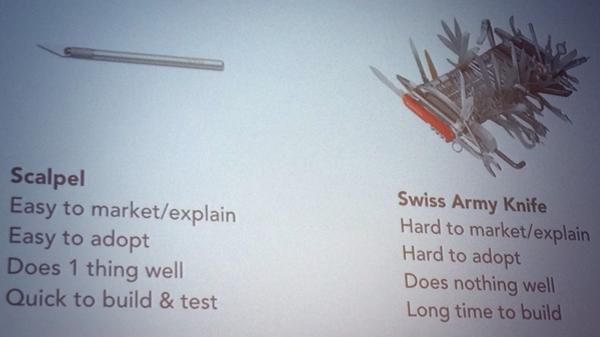 Scalpel
Easy to market/explain
Easy to adopt
Does 1 thing well
Quick to build & test
Swiss Army Knife
Hard to market/explain
Hard to adopt
Does nothing well
Long time to build